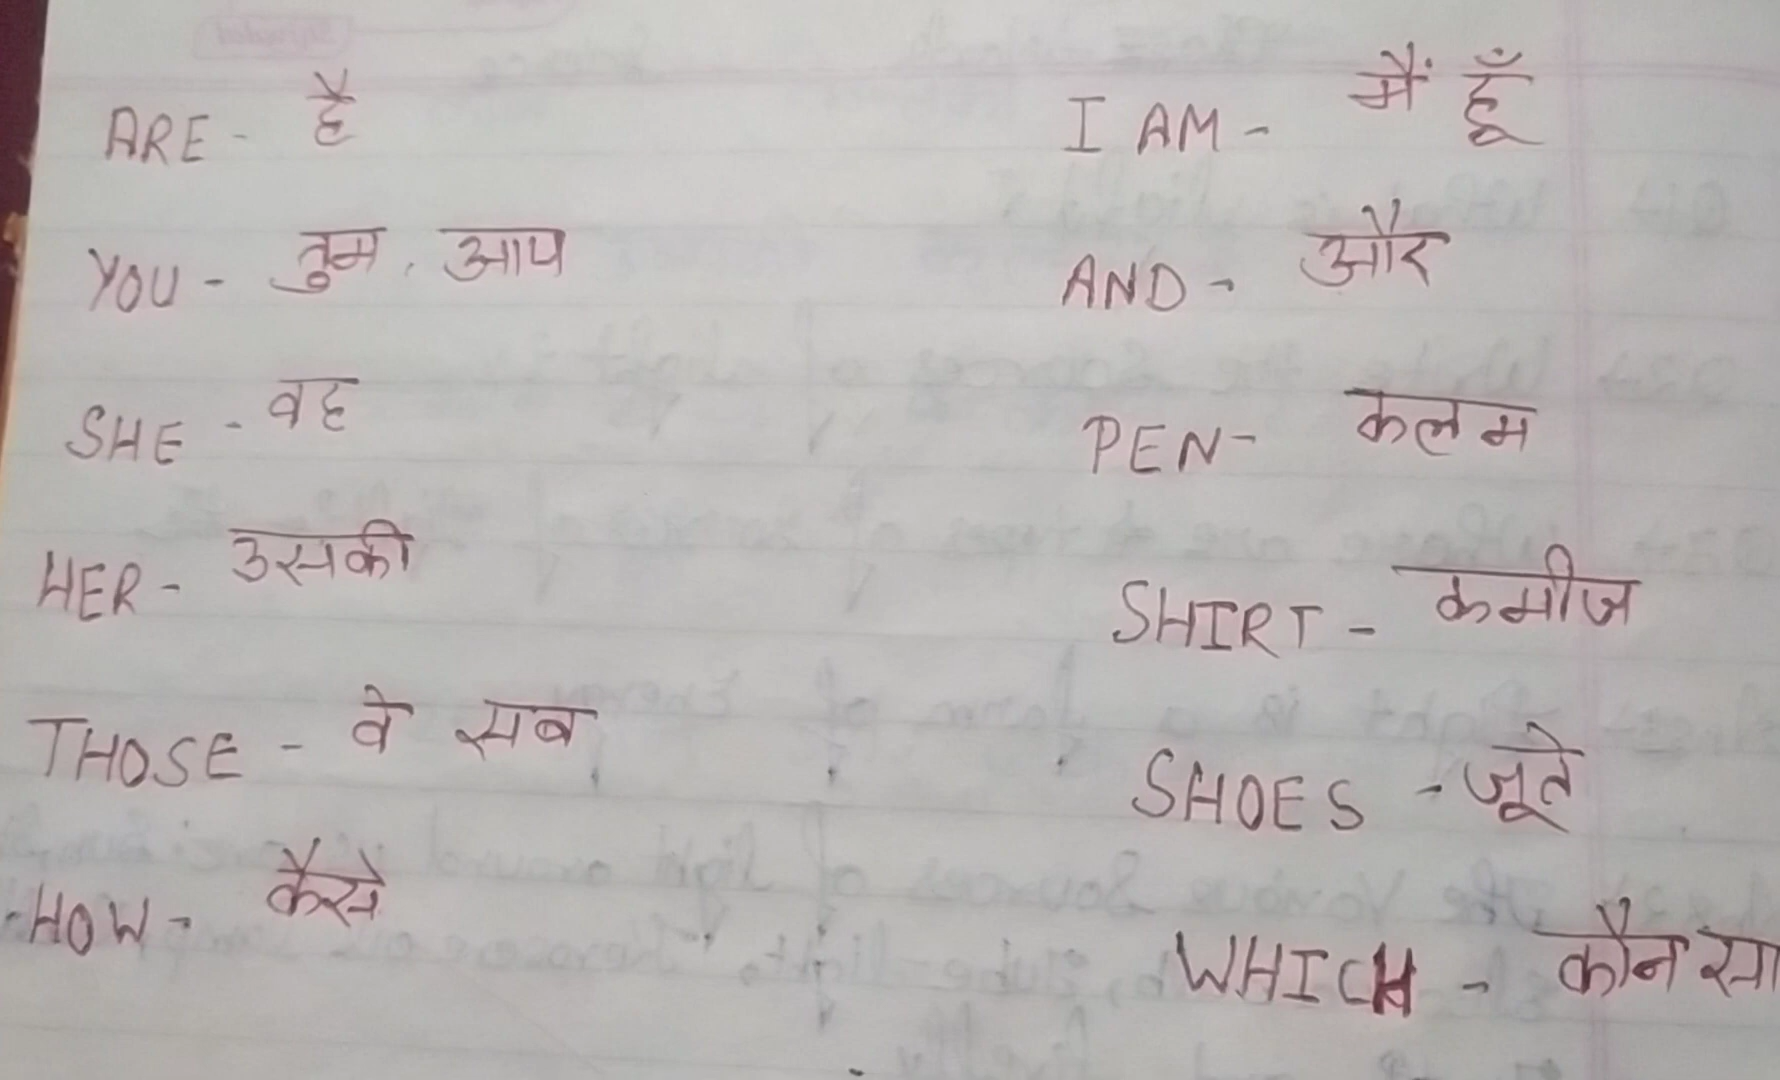 ARE - है
YOU - तुम, आप
SHE - वह
HER - उसकी
THOSE - वे सब
HOW - कैसे
I AM - मैं हूँ
AND - और
PEN - कलम
SHIRT - कमीज
SHOES - जूते
WHICH - कौन सा